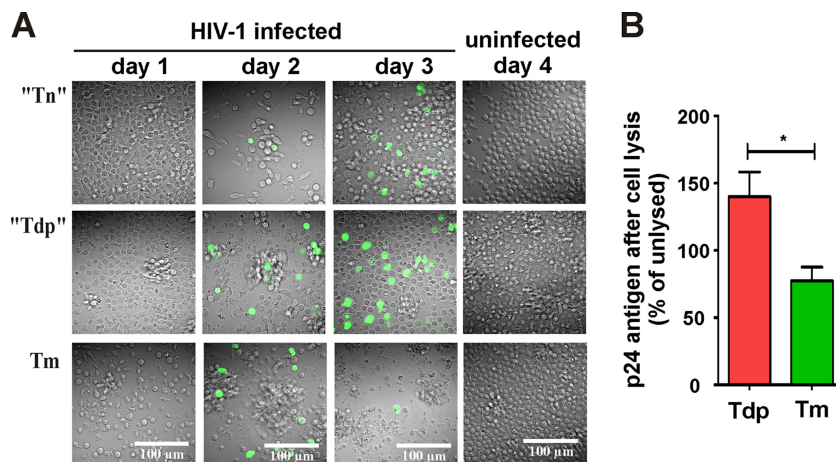 A
HIV-1 infected
uninfected
day 1 day 2 day 3 day 4
"Tn"
"Tdp"
Tm
100 µm 100 µm 100 µm 100 µm
B
p24 antigen after cell lysis
(% of unlysed)
200
150
100
50
0
*
Tdp Tm